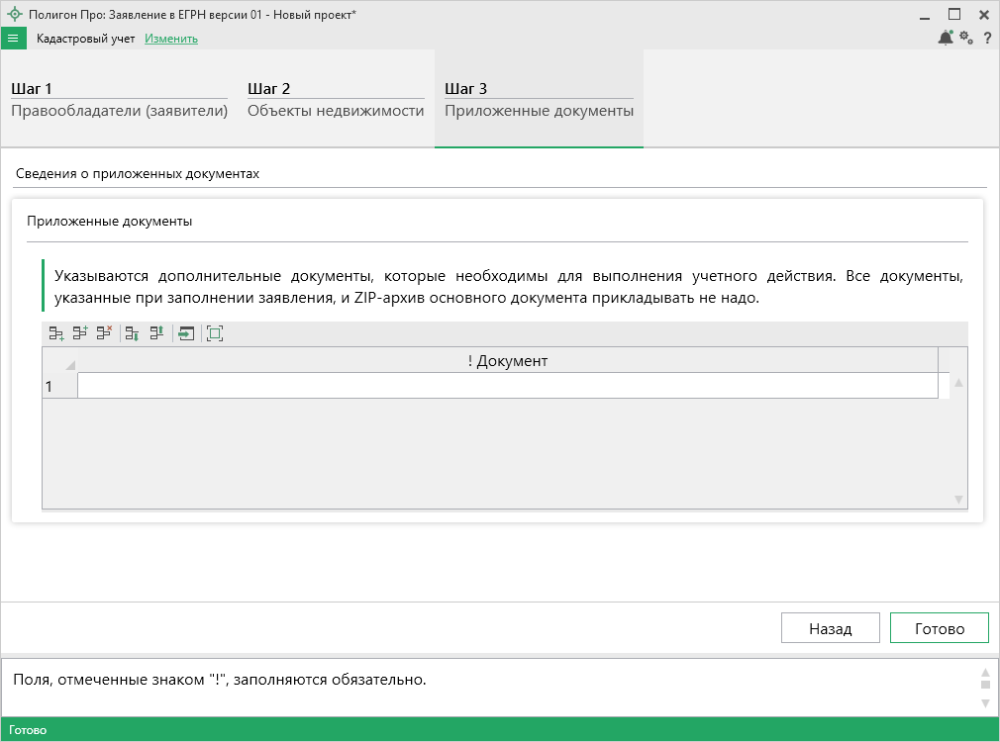 Полигон Про: Заявление в ЕГРН версии 01 - Новый проект*
Кадастровый учет Изменить
?
Шаг 1
Правообладатели (заявители)
Шаг 2
Объекты недвижимости
Шаг 3
Приложенные документы
Сведения о приложенных документах
Приложенные документы
Указываются дополнительные документы, которые необходимы для выполнения учетного действия. Все документы,
указанные при заполнении заявления, и ZIP-архив основного документа прикладывать не надо.
! Документ
1
Назад
Готово
Поля, отмеченные знаком "!", заполняются обязательно.
Готово